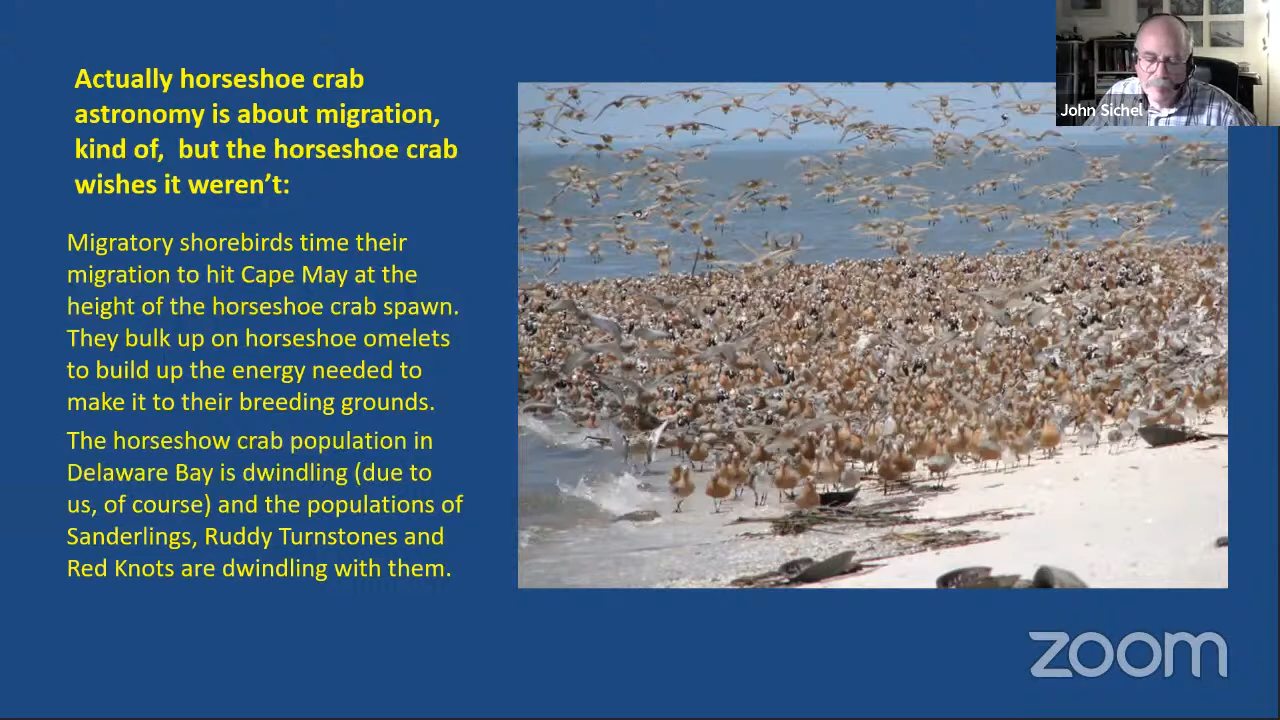 Actually horseshoe crab
astronomy is about migration,
kind of,  but the horseshoe crab
wishes it weren't:
Migratory shorebirds time their
migration to hit Cape May at the
height of the horseshoe crab spawn.
They bulk up on horseshoe omelets
to build up the energy needed to
make it to their breeding grounds.
The horseshow crab population in
Delaware Bay is dwindling (due to
us, of course) and the populations of
Sanderlings, Ruddy Turnstones and
Red Knots are dwindling with them.
John Sichel
zoom